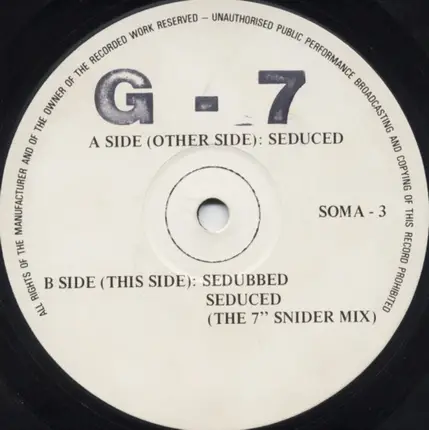 ALL RIGHTS OF THE MANUFACTURER AND OF THE OWNER OF THE RECORDED WORK RESERVED – UNAUTHORISED PUBLIC PERFORMANCE BROADCASTING AND COPYING OF THIS RECORD PROHIBITED
G - 7
A SIDE (OTHER SIDE): SEDUCED
SOMA - 3
B SIDE (THIS SIDE): SEDUBBED
SEDUCED
(THE 7” SNIDER MIX)